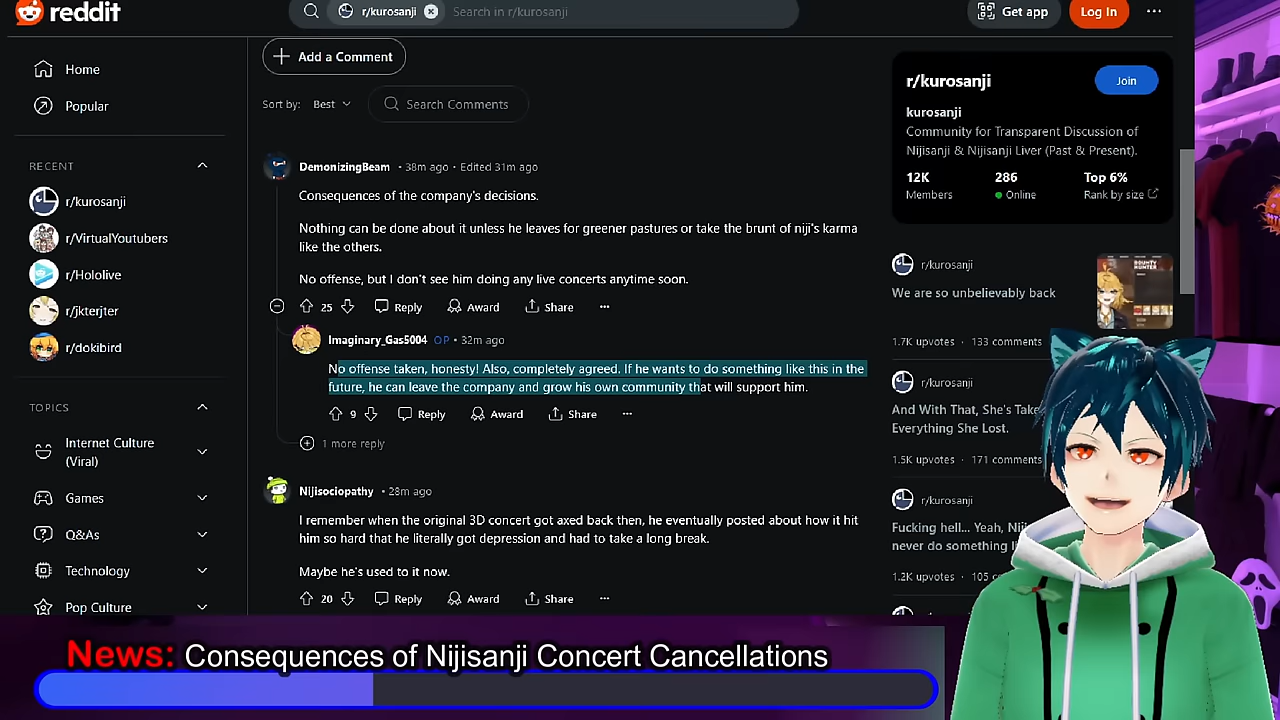 reddit
r/kurosanji
Search in r/kurosanji
Get app
Log In
Home
Popular
RECENT
r/kurosanji
r/VirtualYoutubers
r/Hololive
r/jkterjter
r/dokibird
TOPICS
Internet Culture
(Viral)
Games
Q&As
Technology
Pop Culture
Add a Comment
Sort by:
Best
Search Comments
DemonizingBeam • 38m ago • Edited 31m ago
Consequences of the company's decisions.
Nothing can be done about it unless he leaves for greener pastures or take the brunt of niji's karma
like the others.
No offense, but I don't see him doing any live concerts anytime soon.
25
Reply
Award
Share
Imaginary_Gas5004 OP • 32m ago
No offense taken, honesty! Also, completely agreed. If he wants to do something like this in the
future, he can leave the company and grow his own community that will support him.
9
Reply
Award
Share
1 more reply
Nijisociopathy • 28m ago
I remember when the original 3D concert got axed back then, he eventually posted about how it hit
him so hard that he literally got depression and had to take a long break.
Maybe he's used to it now.
20
Reply
Award
Share
r/kurosanji
Join
kurosanji
Community for Transparent Discussion of
Nijisanji & Nijisanji Liver (Past & Present).
12K
286
Top 6%
Members
Online
Rank by size
r/kurosanji
We are so unbelievably back
BOUNTY
HUNTER
1.7K upvotes · 133 comments
r/kurosanji
And With That, She's Take
Everything She Lost.
1.5K upvotes · 171 comments
r/kurosanji
Fucking hell... Yeah, Nij
never do something li
1.2K upvotes · 105 c
News: Consequences of Nijisanji Concert Cancellations